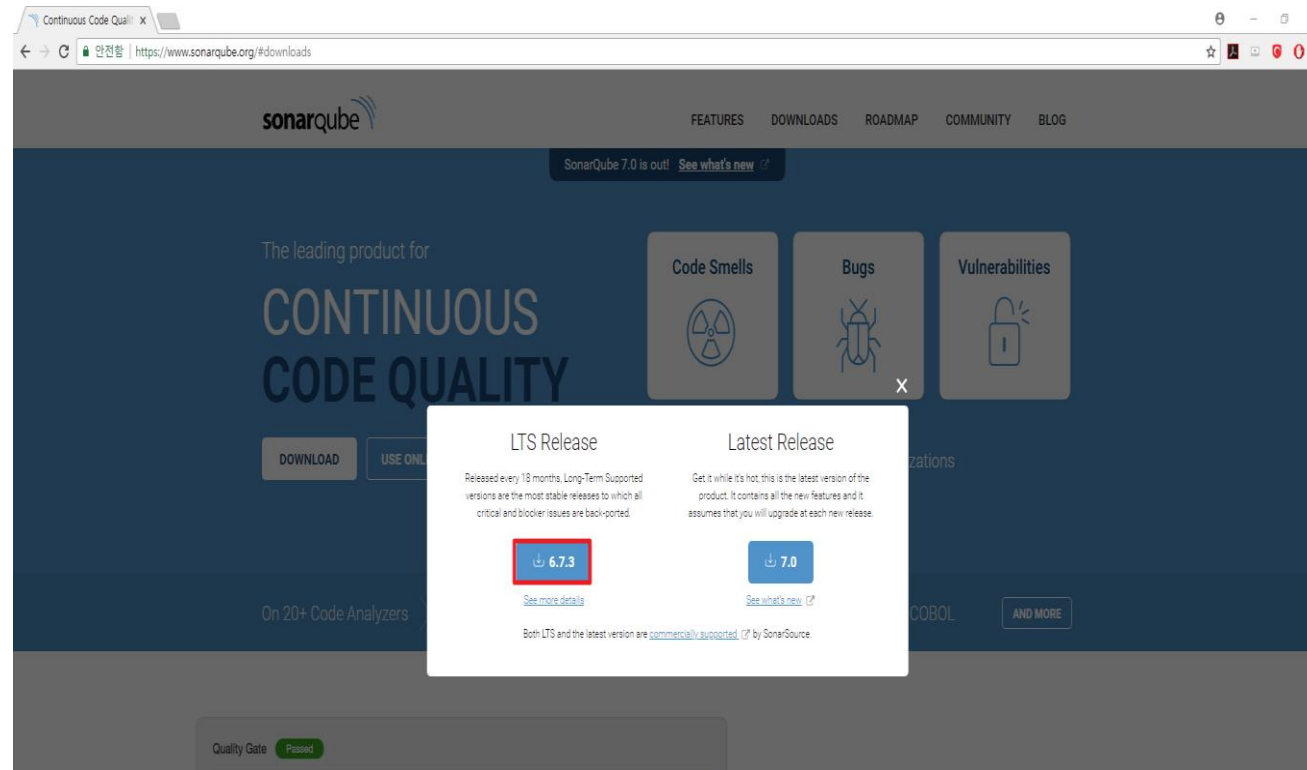 Continuous Code Quali
안전함 | https://www.sonarqube.org/#downloads
sonarqube
FEATURES DOWNLOADS ROADMAP COMMUNITY BLOG
SonarQube 7.0 is out! See what's new
The leading product for
CONTINUOUS
CODE QUALITY
Code Smells
Bugs
Vulnerabilities
DOWNLOAD
USE ONL
zations
X
LTS Release
Released every 18 months, Long-Term Supported
versions are the most stable releases to which all
critical and blocker issues are back-ported.
6.7.3
See more details
Latest Release
Get it while it's hot, this is the latest version of the
product. It contains all the new features and it
assumes that you will upgrade at each new release.
7.0
See what's new
Both LTS and the latest version are commercially supported by SonarSource.
On 20+ Code Analyzers
COBOL
AND MORE
Quality Gate Passed